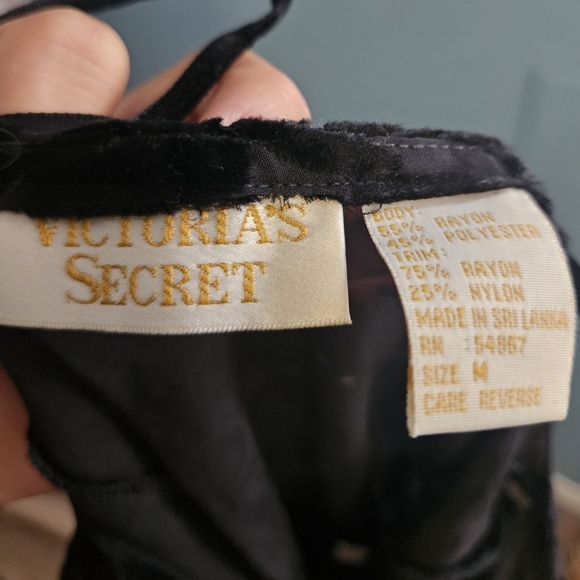 VICTORIA'S
SECRET
BODY:
55% RAYON
45% POLYESTER
TRIM:
75% RAYON
25% NYLON
MADE IN SRI LANKA
RN :54867
SIZE M
CARE REVERSE